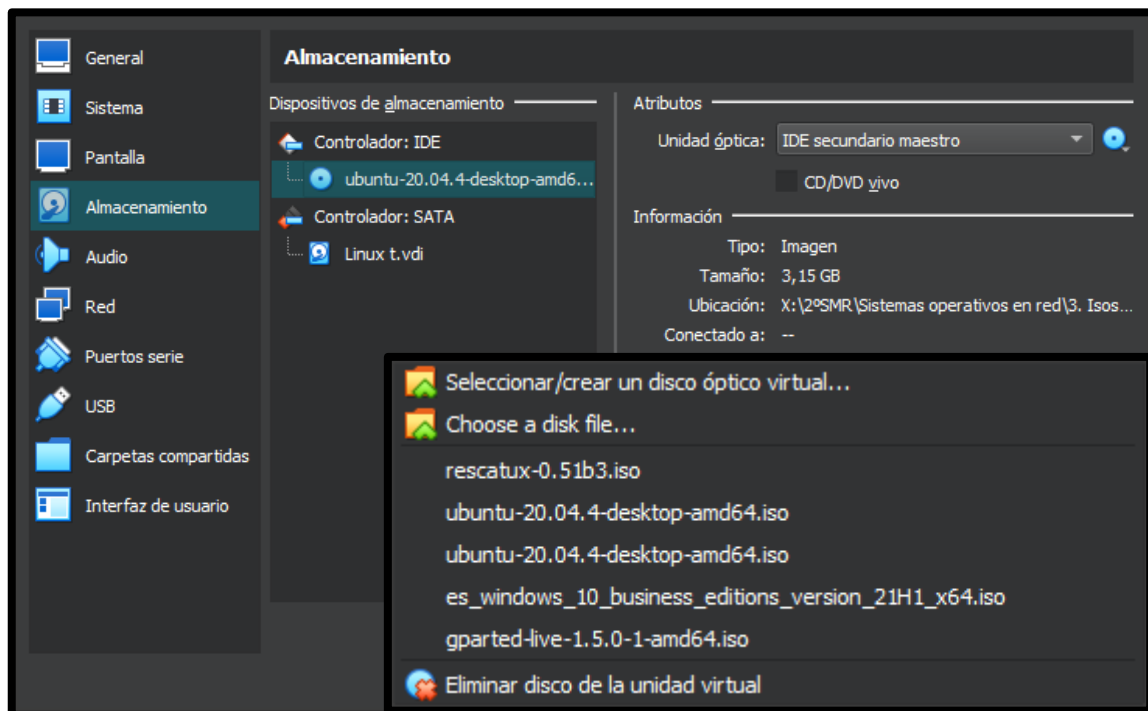 General
Sistema
Pantalla
Almacenamiento
Audio
Red
Puertos serie
USB
Carpetas compartidas
Interfaz de usuario
Almacenamiento
Dispositivos de almacenamiento
Controlador: IDE
ubuntu-20.04.4-desktop-amd6...
Controlador: SATA
Linux t.vdi
Atributos
Unidad óptica: IDE secundario maestro
CD/DVD vivo
Información
Tipo: Imagen
Tamaño: 3,15 GB
Ubicación: X:\2ºSMR\Sistemas operativos en red\3. Isos...
Conectado a: --
Seleccionar/crear un disco óptico virtual...
Choose a disk file...
rescatux-0.51b3.iso
ubuntu-20.04.4-desktop-amd64.iso
ubuntu-20.04.4-desktop-amd64.iso
es_windows_10_business_editions_version_21H1_x64.iso
gparted-live-1.5.0-1-amd64.iso
Eliminar disco de la unidad virtual